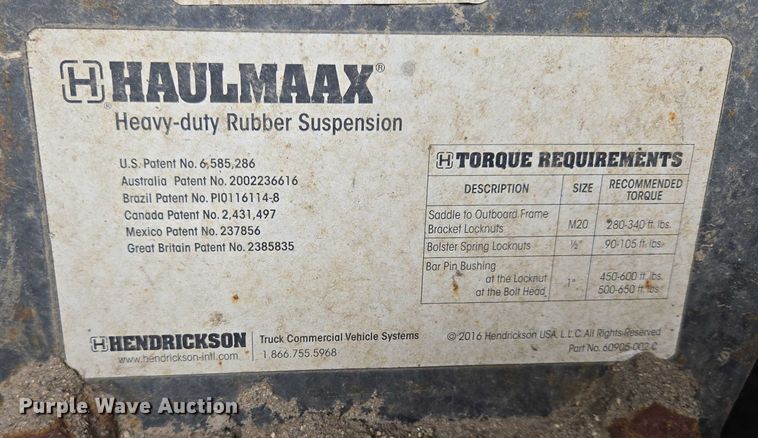 HAULMAAX®
Heavy-duty Rubber Suspension
U.S. Patent No. 6,585,286
Australia Patent No. 2002236616
Brazil Patent No. PI0116114-8
Canada Patent No. 2,431,497
Mexico Patent No. 237856
Great Britain Patent No. 2385835
TORQUE REQUIREMENTS
DESCRIPTION SIZE RECOMMENDED TORQUE
Saddle to Outboard Frame
Bracket Locknuts M20 280-340 ft. lbs.
Bolster Spring Locknuts ½" 90-105 ft. lbs.
Bar Pin Bushing
at the Locknut 1" 450-600 ft. lbs.
at the Bolt Head 500-650 ft. lbs.
HENDRICKSON
www.hendrickson-intl.com
Truck Commercial Vehicle Systems
1.866.755.5968
© 2016 Hendrickson USA, L.L.C. All Rights Reserved
Part No. 60905-002 C
Purple Wave Auction